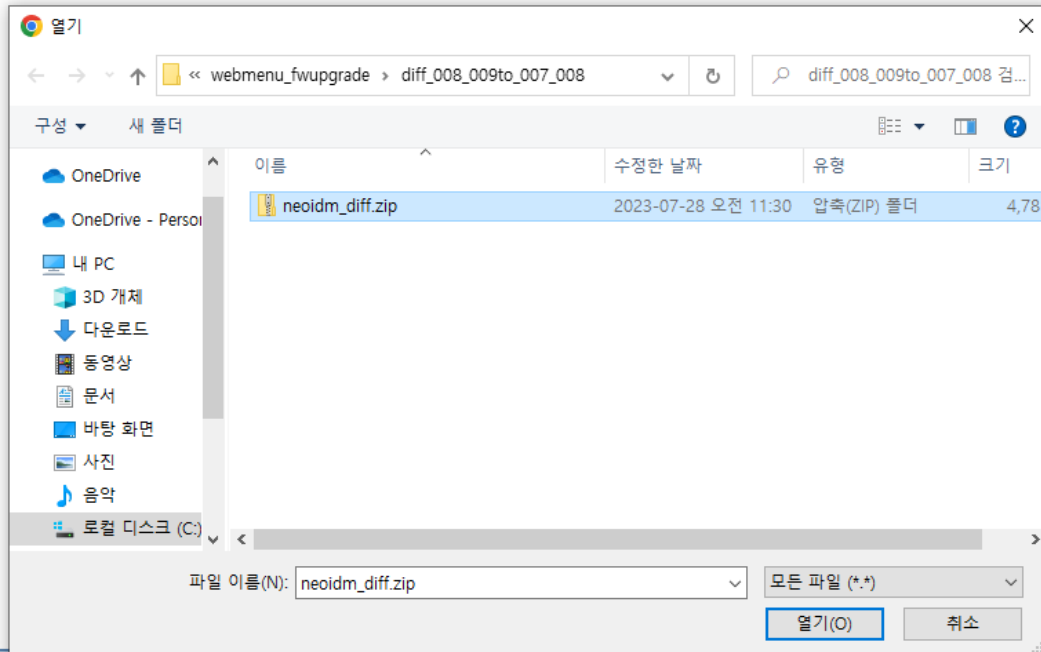 열기
« webmenu_fwupgrade › diff_008_009to_007_008
diff_008_009to_007_008 검...
구성
새 폴더
이름
수정한 날짜
유형
크기
OneDrive
OneDrive - Person
내 PC
3D 개체
다운로드
동영상
문서
바탕 화면
사진
음악
로컬 디스크 (C:)
neoidm_diff.zip
2023-07-28 오전 11:30
압축(ZIP) 폴더
4,78
파일 이름(N):
neoidm_diff.zip
모든 파일 (*.*)
열기(O)
취소